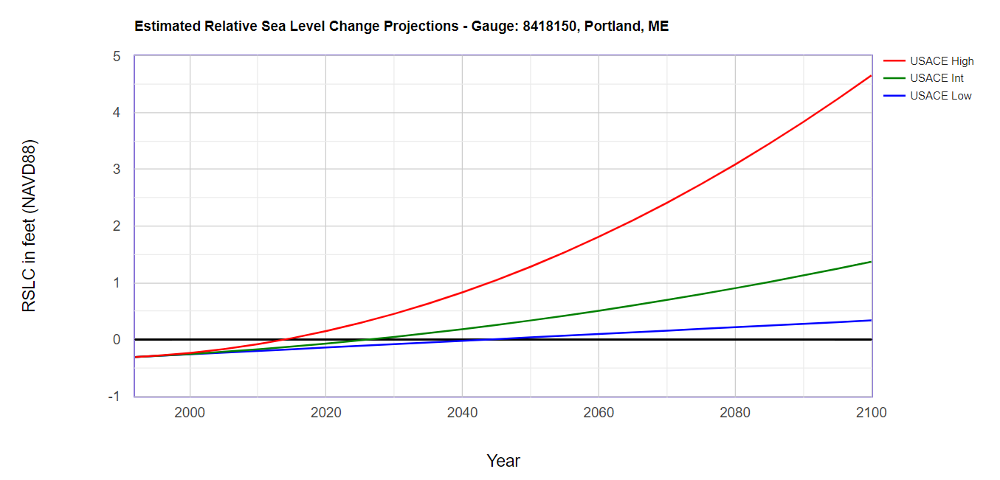 Estimated Relative Sea Level Change Projections - Gauge: 8418150, Portland, ME
5
4
3
2
1
0
-1
RSLC in feet (NAVD88)
2000 2020 2040 2060 2080 2100
Year
USACE High
USACE Int
USACE Low